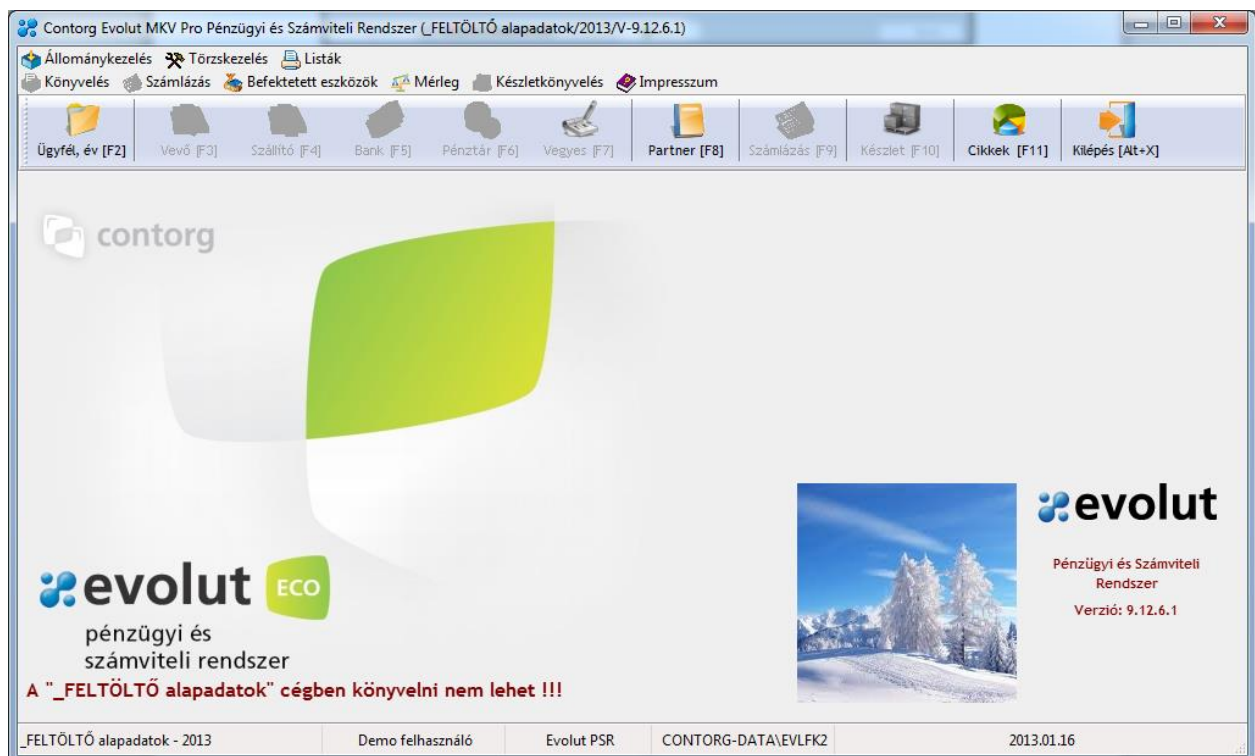 Contorg Evolut MKV Pro Pénzügyi és Számviteli Rendszer (_FELTÖLTŐ alapadatok/2013/V-9.12.6.1)
Állománykezelés Törzskezelés Listák
Könyvelés Számlázás Befektetett eszközök Mérleg Készletkönyvelés Impresszum
Ügyfél, év [F2] Vevő [F3] Szállító [F4] Bank [F5] Pénztár [F6] Vegyes [F7] Partner [F8] Számlázás [F9] Készlet [F10] Cikkek [F11] Kilépés [Alt+X]
contorg
evolut
Pénzügyi és Számviteli
Rendszer
Verzió: 9.12.6.1
evolut ECO
pénzügyi és
számviteli rendszer
A "_FELTÖLTŐ alapadatok" cégben könyvelni nem lehet !!!
_FELTÖLTŐ alapadatok - 2013 Demo felhasználó Evolut PSR CONTORG-DATA\EVLFK2 2013.01.16